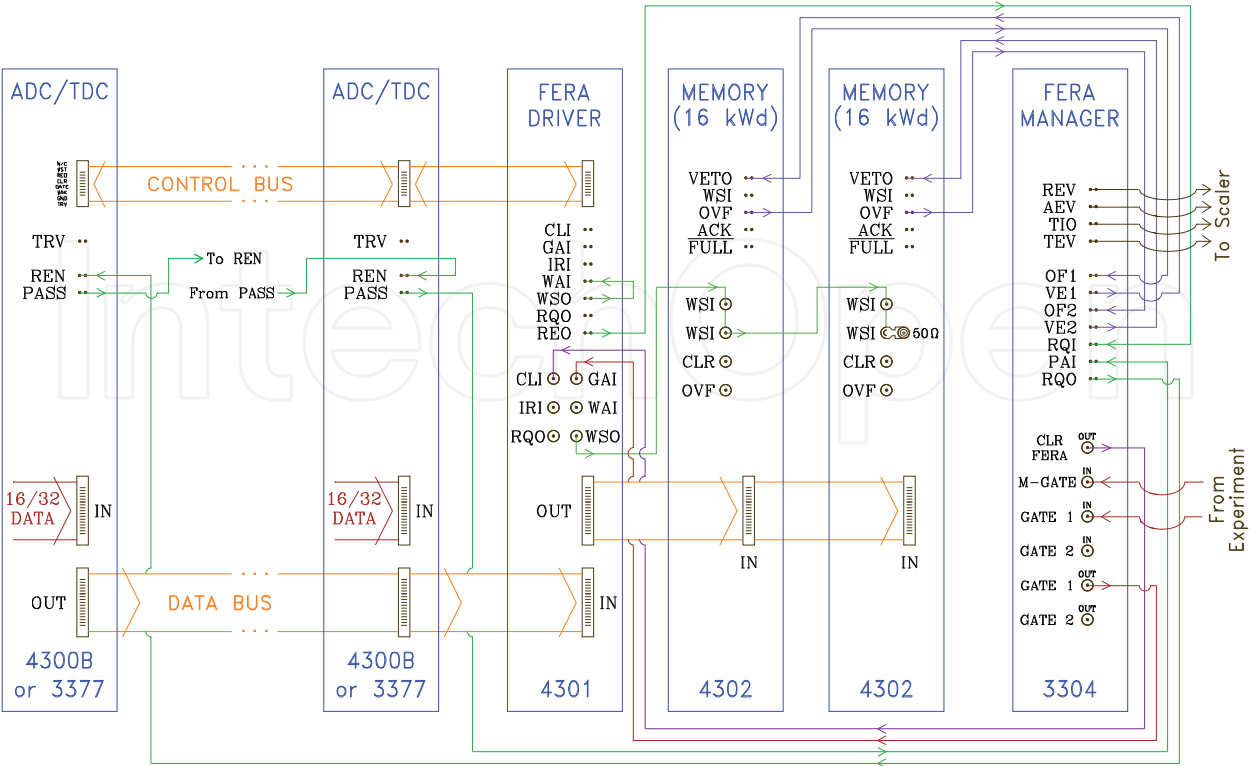 ADC/TDC
ADC/TDC
FERA
DRIVER
MEMORY
(16 kWd)
MEMORY
(16 kWd)
FERA
MANAGER
CONTROL BUS
TRV
REN
PASS
To REN
From PASS
TRV
REN
PASS
CLI
GAI
IRI
WAI
WSO
RQO
REO
CLI
GAI
IRI
WAI
RQO
WSO
VETO
WSI
OVF
ACK
FULL
WSI
WSI
CLR
OVF
VETO
WSI
OVF
ACK
FULL
WSI
WSI
50Ω
CLR
OVF
REV
AEV
TIO
TEV
To Scaler
OF1
VE1
OF2
VE2
RQI
PAI
RQO
CLR
FERA
OUT
M-GATE
IN
GATE 1
IN
GATE 2
IN
GATE 1
OUT
GATE 2
OUT
From
Experiment
16/32
DATA
IN
16/32
DATA
IN
OUT
IN
IN
OUT
DATA BUS
IN
4300B
or 3377
4300B
or 3377
4301
4302
4302
3304
IntechOpen